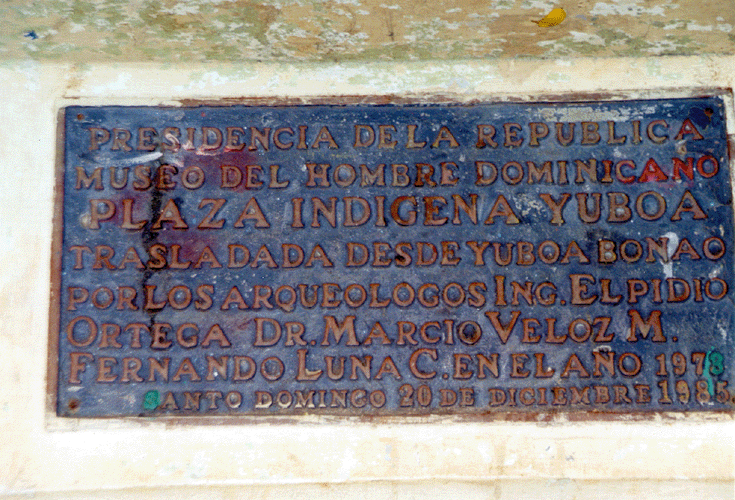 PRESIDENCIA DE LA REPUBLICA
MUSEO DEL HOMBRE DOMINICANO
PLAZA INDIGENA YUBOA
TRASLADADA DESDE YUBOA BONAO
POR LOS ARQUEOLOGOS ING. ELPIDIO
ORTEGA DR. MARCIO VELOZ M.
FERNANDO LUNA C. EN EL AÑO 1978
SANTO DOMINGO 20 DE DICIEMBRE 1985.